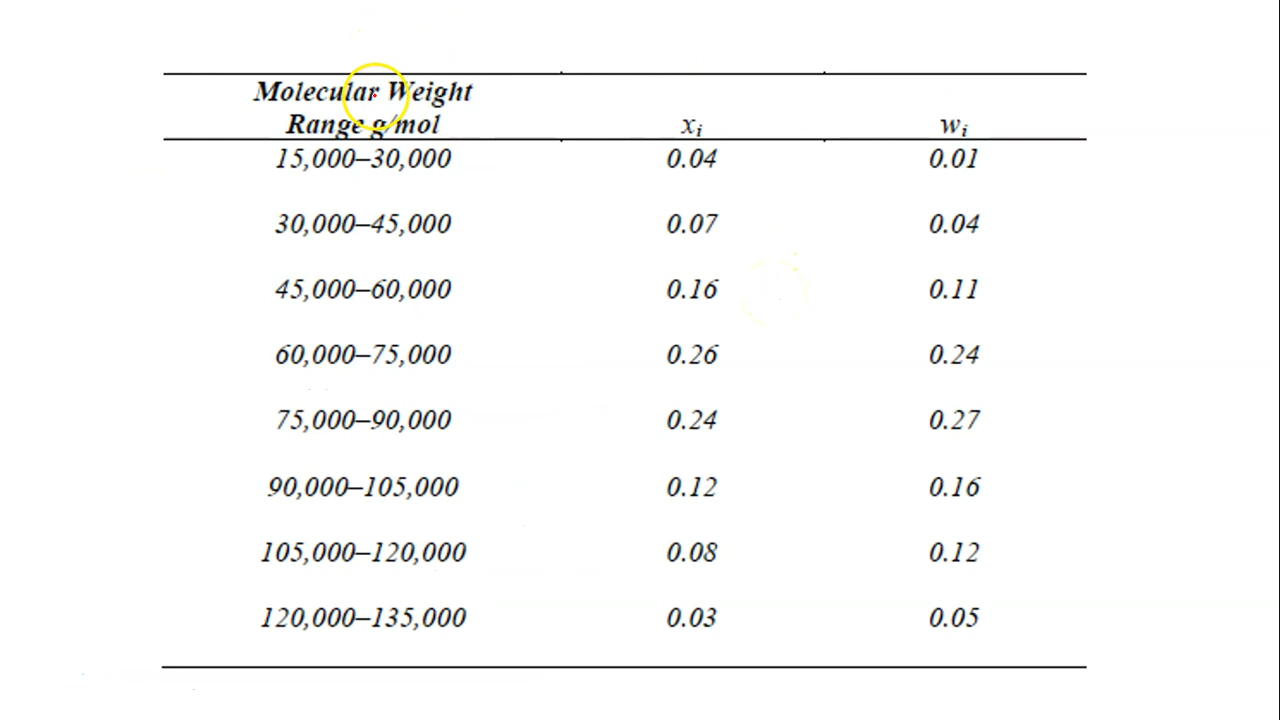 Molecular Weight
Range g/mol xi wi
15,000–30,000 0.04 0.01
30,000–45,000 0.07 0.04
45,000–60,000 0.16 0.11
60,000–75,000 0.26 0.24
75,000–90,000 0.24 0.27
90,000–105,000 0.12 0.16
105,000–120,000 0.08 0.12
120,000–135,000 0.03 0.05